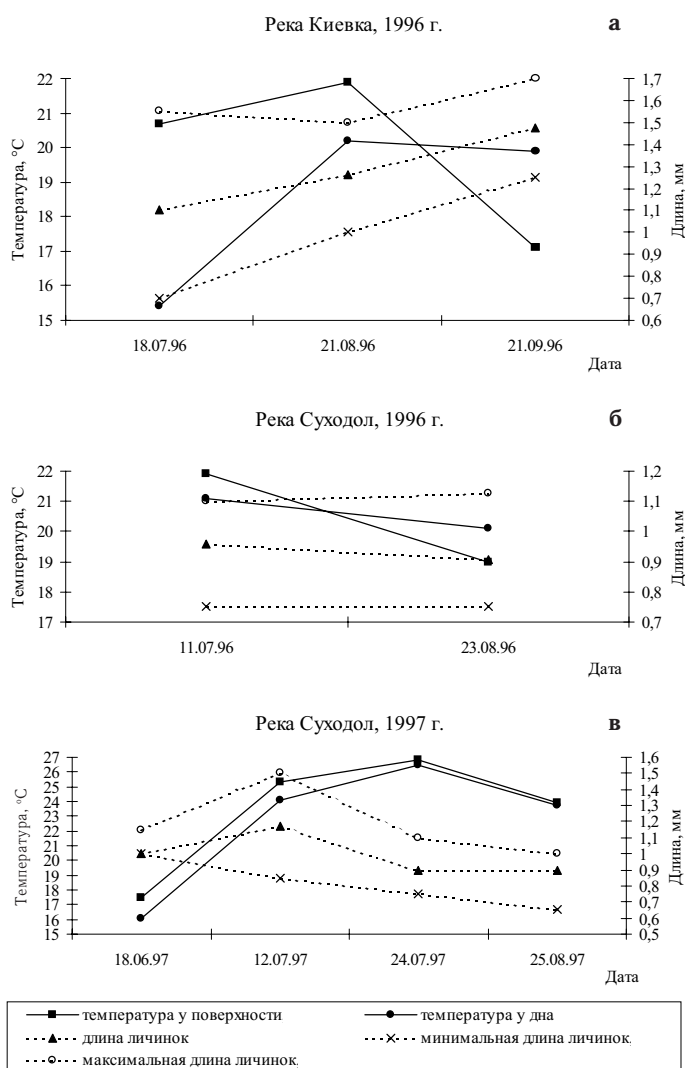 Река Киевка, 1996 г.
а
22
21
20
19
18
17
16
15
Температура, °C
1,7
1,6
1,5
1,4
1,3
1,2
1,1
1
0,9
0,8
0,7
0,6
Длина, мм
18.07.96 21.08.96 21.09.96
Дата
Река Суходол, 1996 г.
б
22
21
20
19
18
17
Температура, °C
1,2
1,1
1
0,9
0,8
0,7
Длина, мм
11.07.96 23.08.96
Дата
Река Суходол, 1997 г.
в
27
26
25
24
23
22
21
20
19
18
17
16
15
Температура, °C
1,6
1,5
1,4
1,3
1,2
1,1
1
0,9
0,8
0,7
0,6
0,5
Длина, мм
18.06.97 12.07.97 24.07.97 25.08.97
Дата
температура у поверхности температура у дна
длина личинок минимальная длина личинок,
максимальная длина личинок,